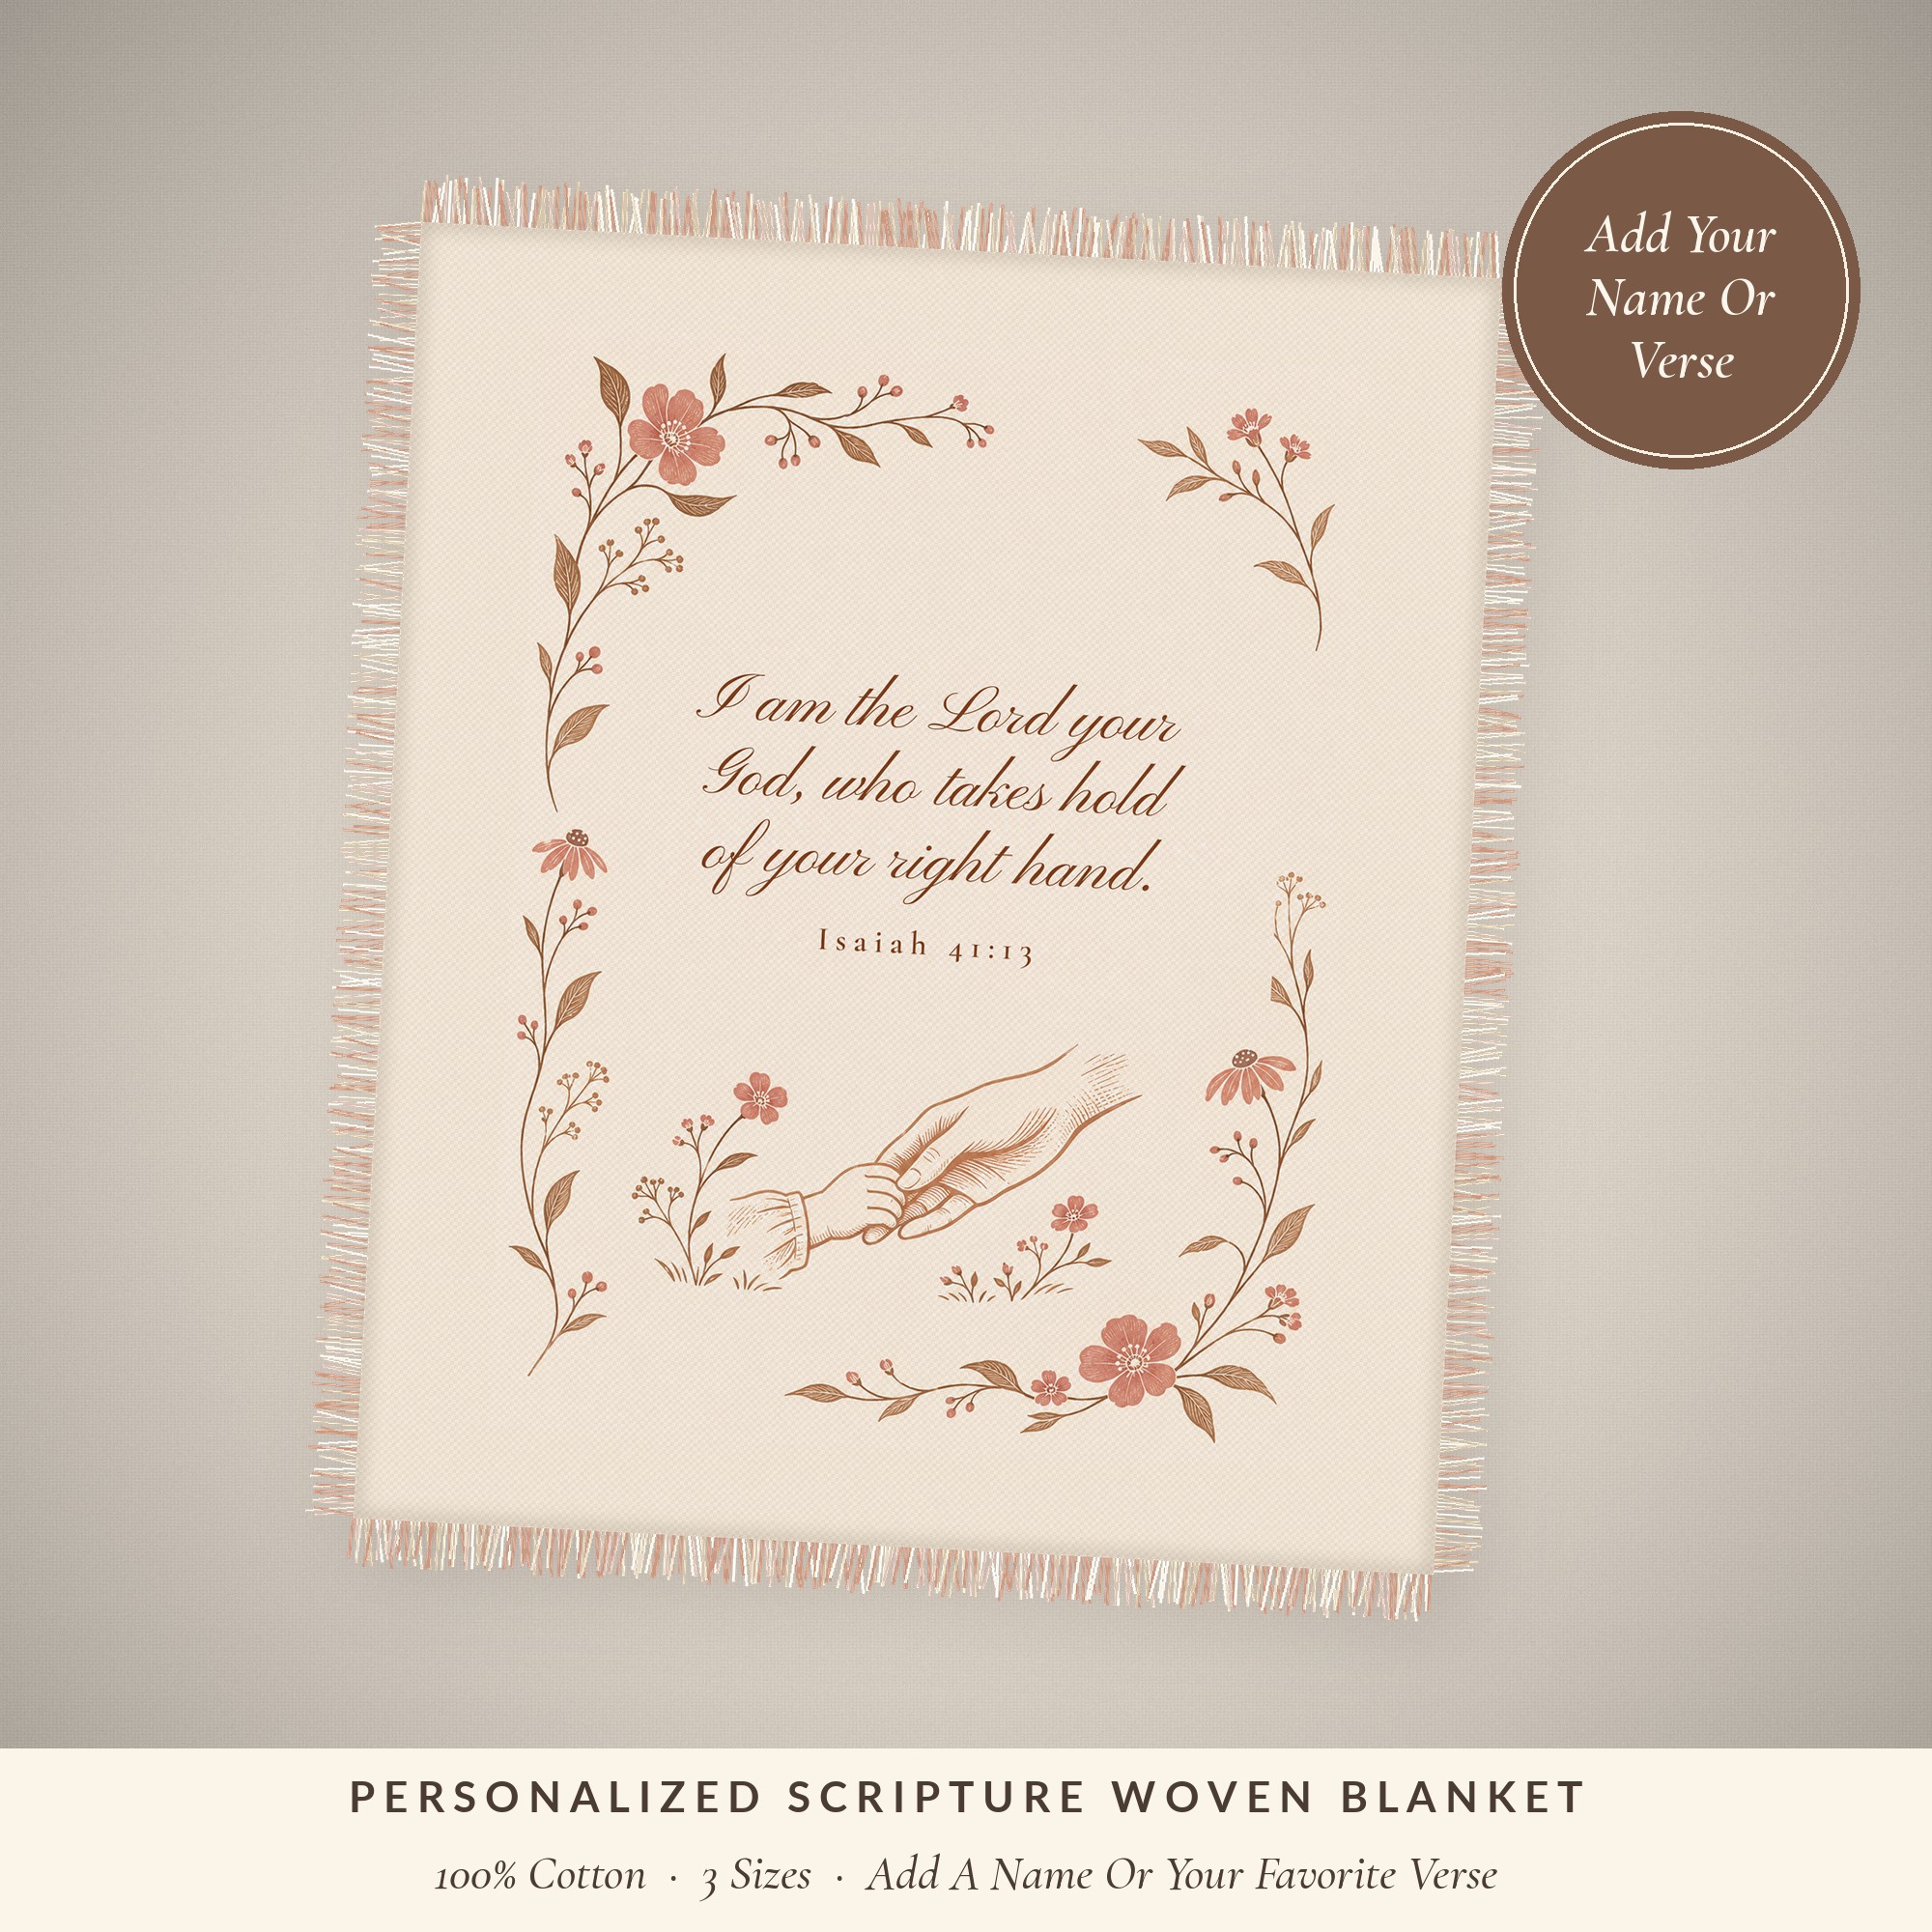 Add Your
Name Or
Verse
I am the Lord your
God, who takes hold
of your right hand.
Isaiah 41:13
PERSONALIZED SCRIPTURE WOVEN BLANKET
100% Cotton · 3 Sizes · Add A Name Or Your Favorite Verse